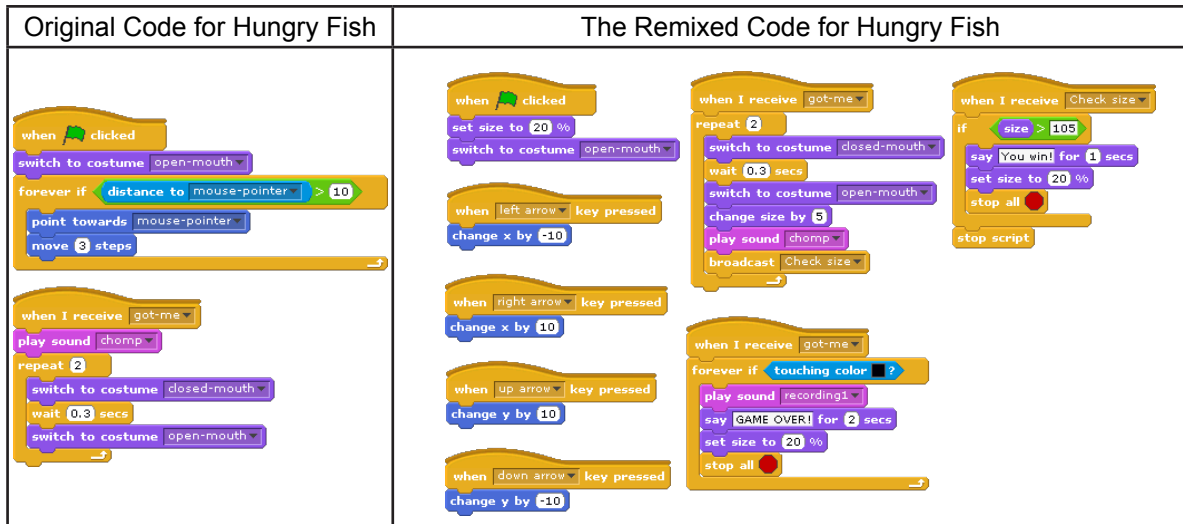 Original Code for Hungry Fish
when clicked
switch to costume open-mouth
forever if distance to mouse-pointer > 10
point towards mouse-pointer
move 3 steps
when I receive got-me
play sound chomp
repeat 2
switch to costume closed-mouth
wait 0.3 secs
switch to costume open-mouth
The Remixed Code for Hungry Fish
when clicked
set size to 20 %
switch to costume open-mouth
when left arrow key pressed
change x by -10
when right arrow key pressed
change x by 10
when up arrow key pressed
change y by 10
when down arrow key pressed
change y by -10
when I receive got-me
repeat 2
switch to costume closed-mouth
wait 0.3 secs
switch to costume open-mouth
change size by 5
play sound chomp
broadcast Check size
when I receive got-me
forever if touching color ?
play sound recording1
say GAME OVER! for 2 secs
set size to 20 %
stop all
when I receive Check size
if size > 105
say You win! for 1 secs
set size to 20 %
stop all
stop script